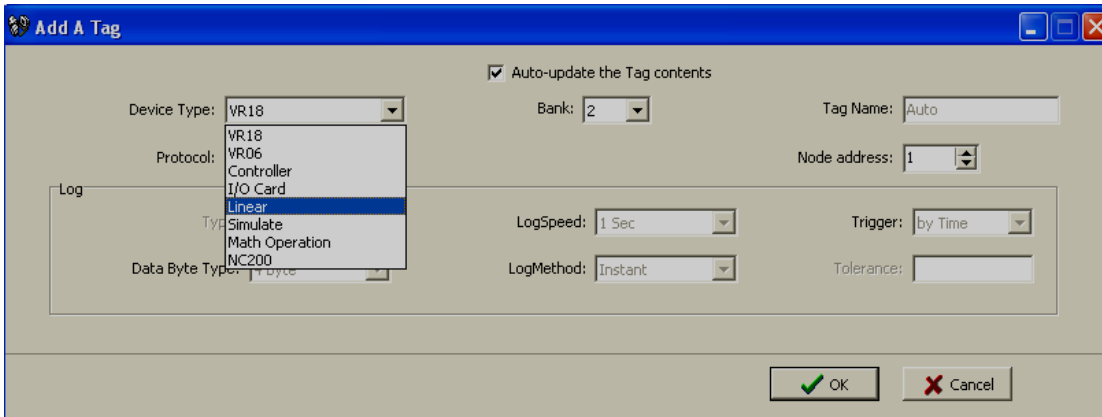 Add A Tag
Auto-update the Tag contents
Device Type: VR18 Bank: 2 Tag Name: Auto
VR18
VR06
Protocol: Node address: 1
Controller
I/O Card
Log
Linear
LogSpeed: 1 Sec Trigger: by Time
Simulate
Math Operation
NC200
Data Byte Type: 4 Byte LogMethod: Instant Tolerance:
OK Cancel